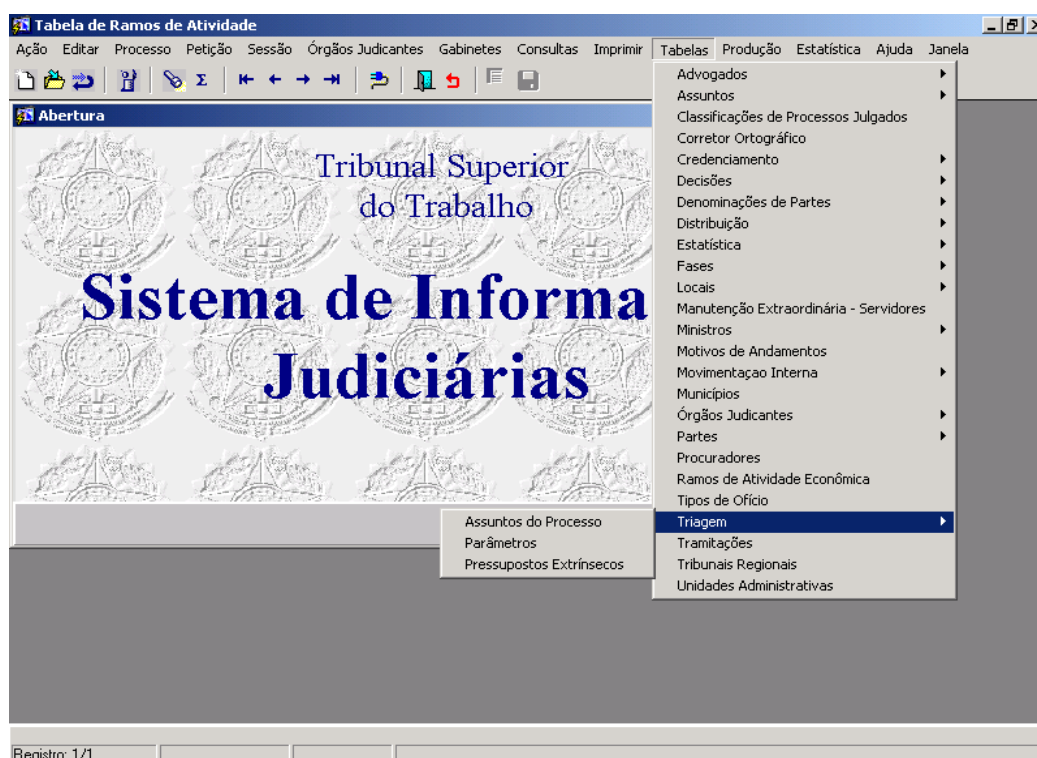 Tabela de Ramos de Atividade
Ação Editar Processo Petição Sessão Órgãos Judicantes Gabinetes Consultas Imprimir Tabelas Produção Estatística Ajuda Janela
Abertura
Tribunal Superior
do Trabalho
Sistema de Informa
Judiciárias
Advogados
Assuntos
Classificações de Processos Julgados
Corretor Ortográfico
Credenciamento
Decisões
Denominações de Partes
Distribuição
Estatística
Fases
Locais
Manutenção Extraordinária - Servidores
Ministros
Motivos de Andamentos
Movimentaçao Interna
Municípios
Órgãos Judicantes
Partes
Procuradores
Ramos de Atividade Econômica
Tipos de Ofício
Triagem
Tramitações
Tribunais Regionais
Unidades Administrativas
Assuntos do Processo
Parâmetros
Pressupostos Extrínsecos
Registro: 1/1